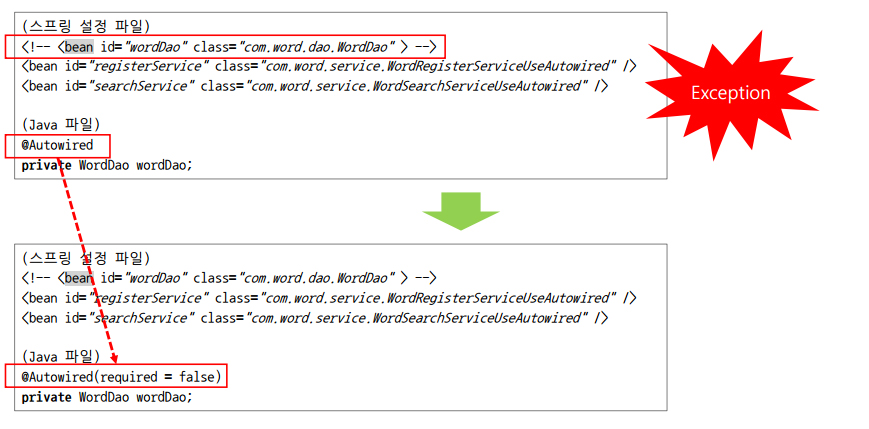 (스프링 설정 파일)
<!-- <bean id="wordDao" class="com.word.dao.WordDao" > -->
<bean id="registerService" class="com.word.service.WordRegisterServiceUseAutowired" />
<bean id="searchService" class="com.word.service.WordSearchServiceUseAutowired" />
(Java 파일)
@Autowired
private WordDao wordDao;
Exception
(스프링 설정 파일)
<!-- <bean id="wordDao" class="com.word.dao.WordDao" > -->
<bean id="registerService" class="com.word.service.WordRegisterServiceUseAutowired" />
<bean id="searchService" class="com.word.service.WordSearchServiceUseAutowired" />
(Java 파일)
@Autowired(required = false)
private WordDao wordDao;